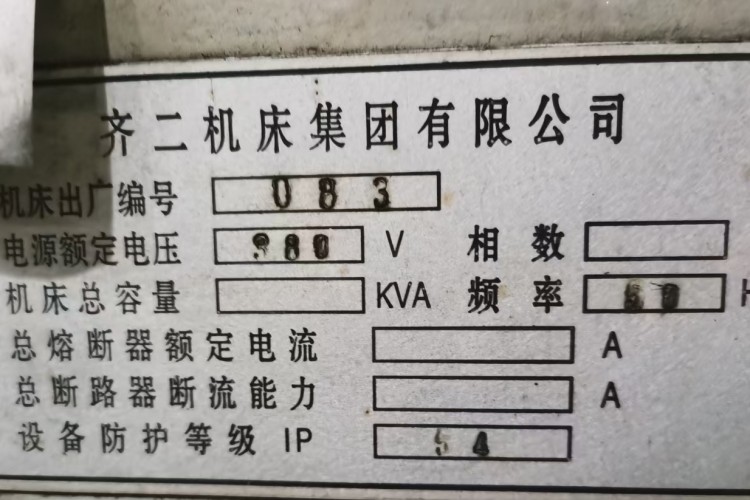 齐二机床集团有限公司
机床出厂编号 083
电源额定电压 380 V 相数
机床总容量 KVA 频率 50 H
总熔断器额定电流 A
总断路器断流能力 A
设备防护等级 IP 54